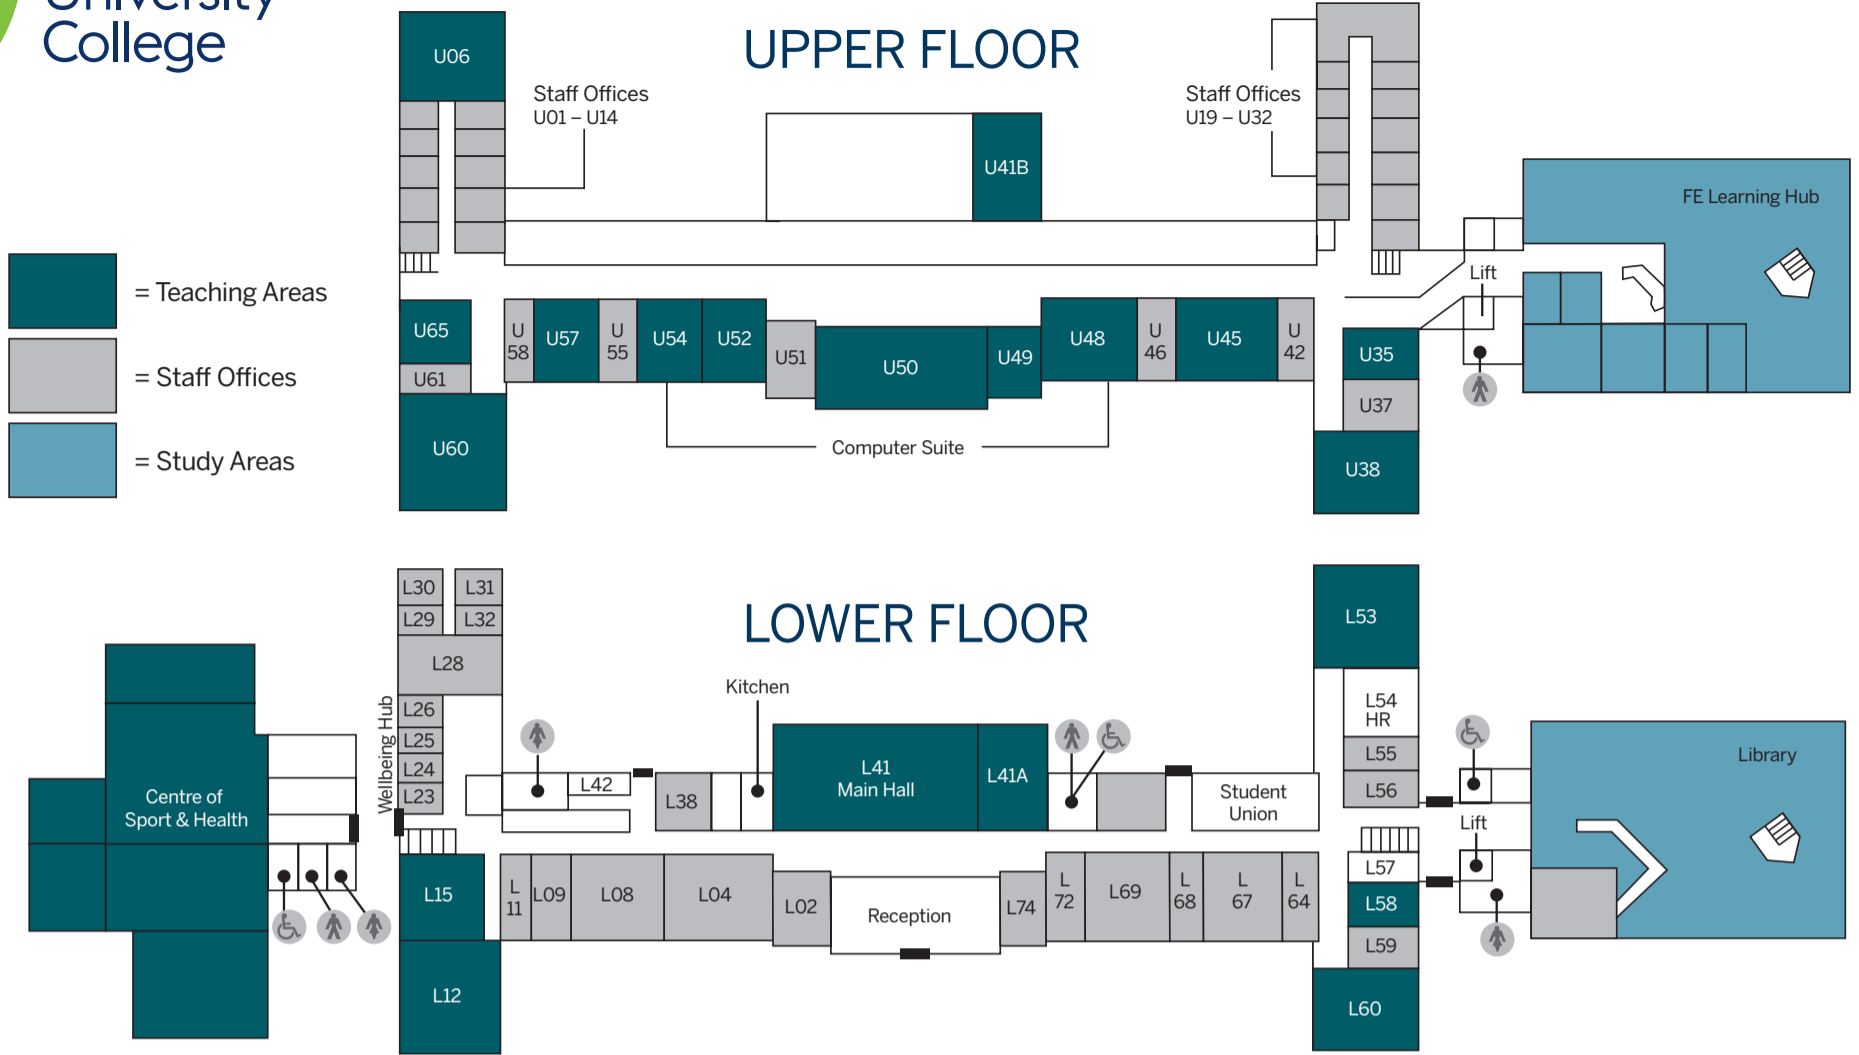 University
College
UPPER FLOOR
U06
Staff Offices
U01 – U14
Staff Offices
U19 – U32
U41B
FE Learning Hub
= Teaching Areas
= Staff Offices
= Study Areas
Lift
U65
U61
U60
U
58
U57
U
55
U54
U52
U51
U50
U49
U48
U
46
U45
U
42
U35
U37
U38
Computer Suite
LOWER FLOOR
L30
L31
L29
L32
L28
L26
L25
L24
L23
Wellbeing Hub
Centre of
Sport & Health
Kitchen
L42
L38
L41
Main Hall
L41A
Student
Union
L53
L54
HR
L55
L56
Library
Lift
L57
L58
L59
L60
L15
L12
L
11
L09
L08
L04
L02
Reception
L74
L
72
L69
L
68
L
67
L
64